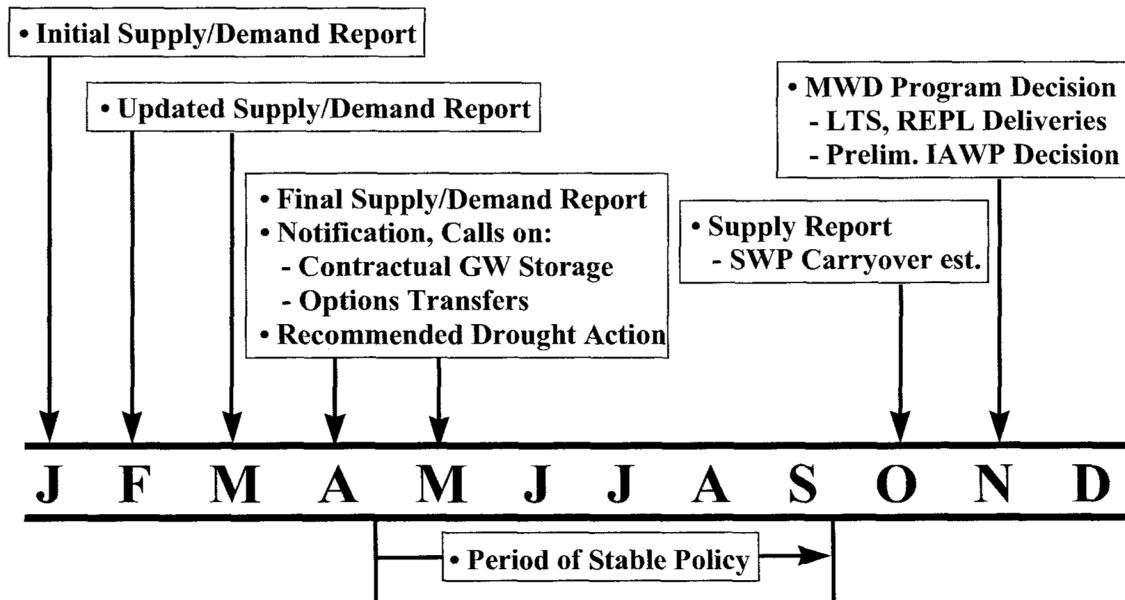 • Initial Supply/Demand Report
• Updated Supply/Demand Report
• MWD Program Decision
- LTS, REPL Deliveries
- Prelim. IAWP Decision
• Final Supply/Demand Report
• Notification, Calls on:
- Contractual GW Storage
- Options Transfers
• Recommended Drought Action
• Supply Report
- SWP Carryover est.
J F M A M J J A S O N D
• Period of Stable Policy